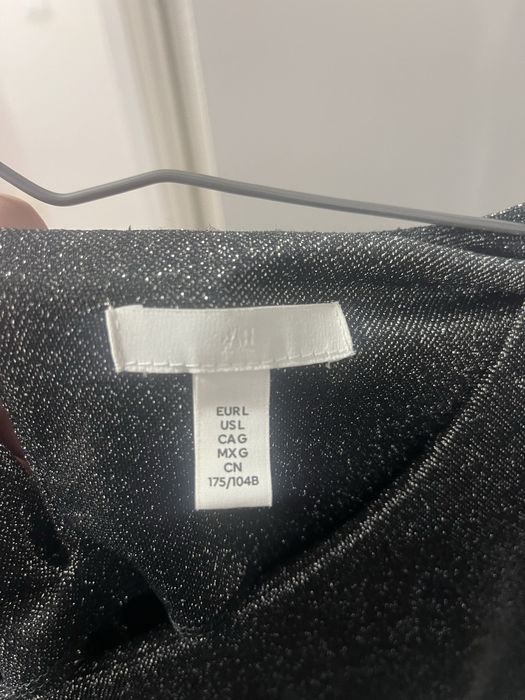 EUR L
US L
CA G
MX G
CN
175/104B